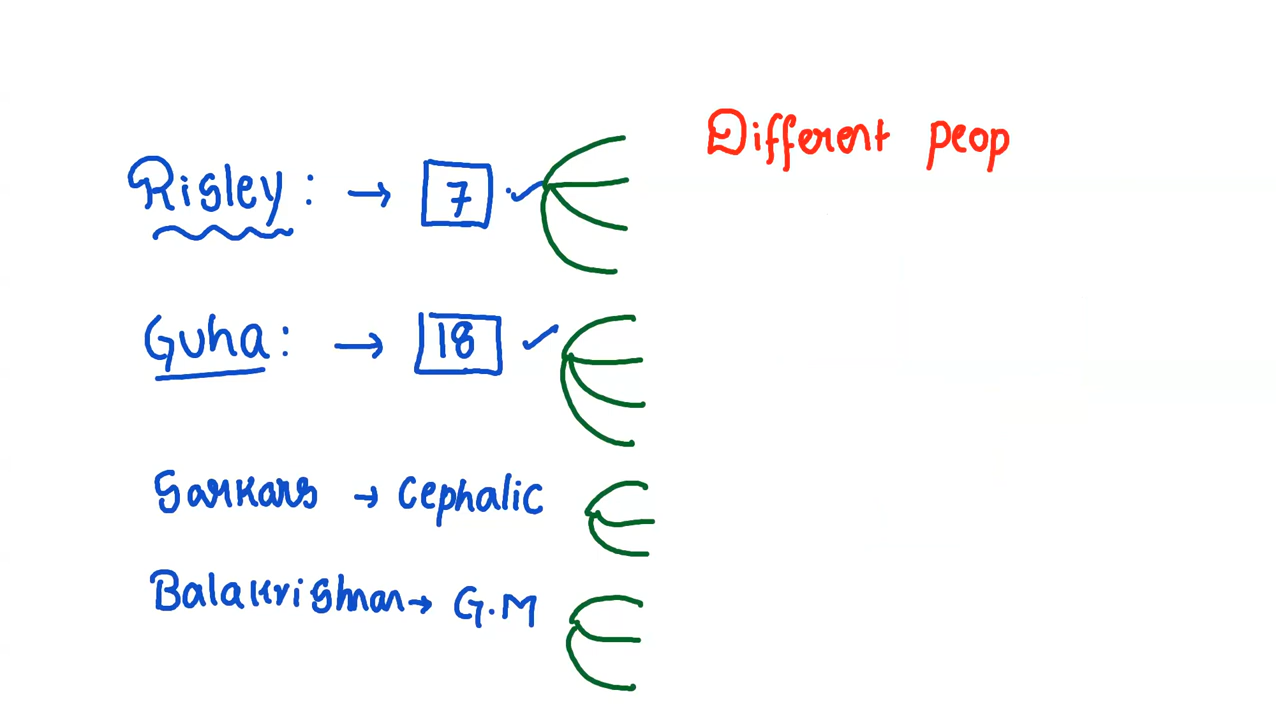 Different peop
Risley: → 7 ✓
Guha: → 18 ✓
Sarkars → Cephalic
Balakrishnan → G.M